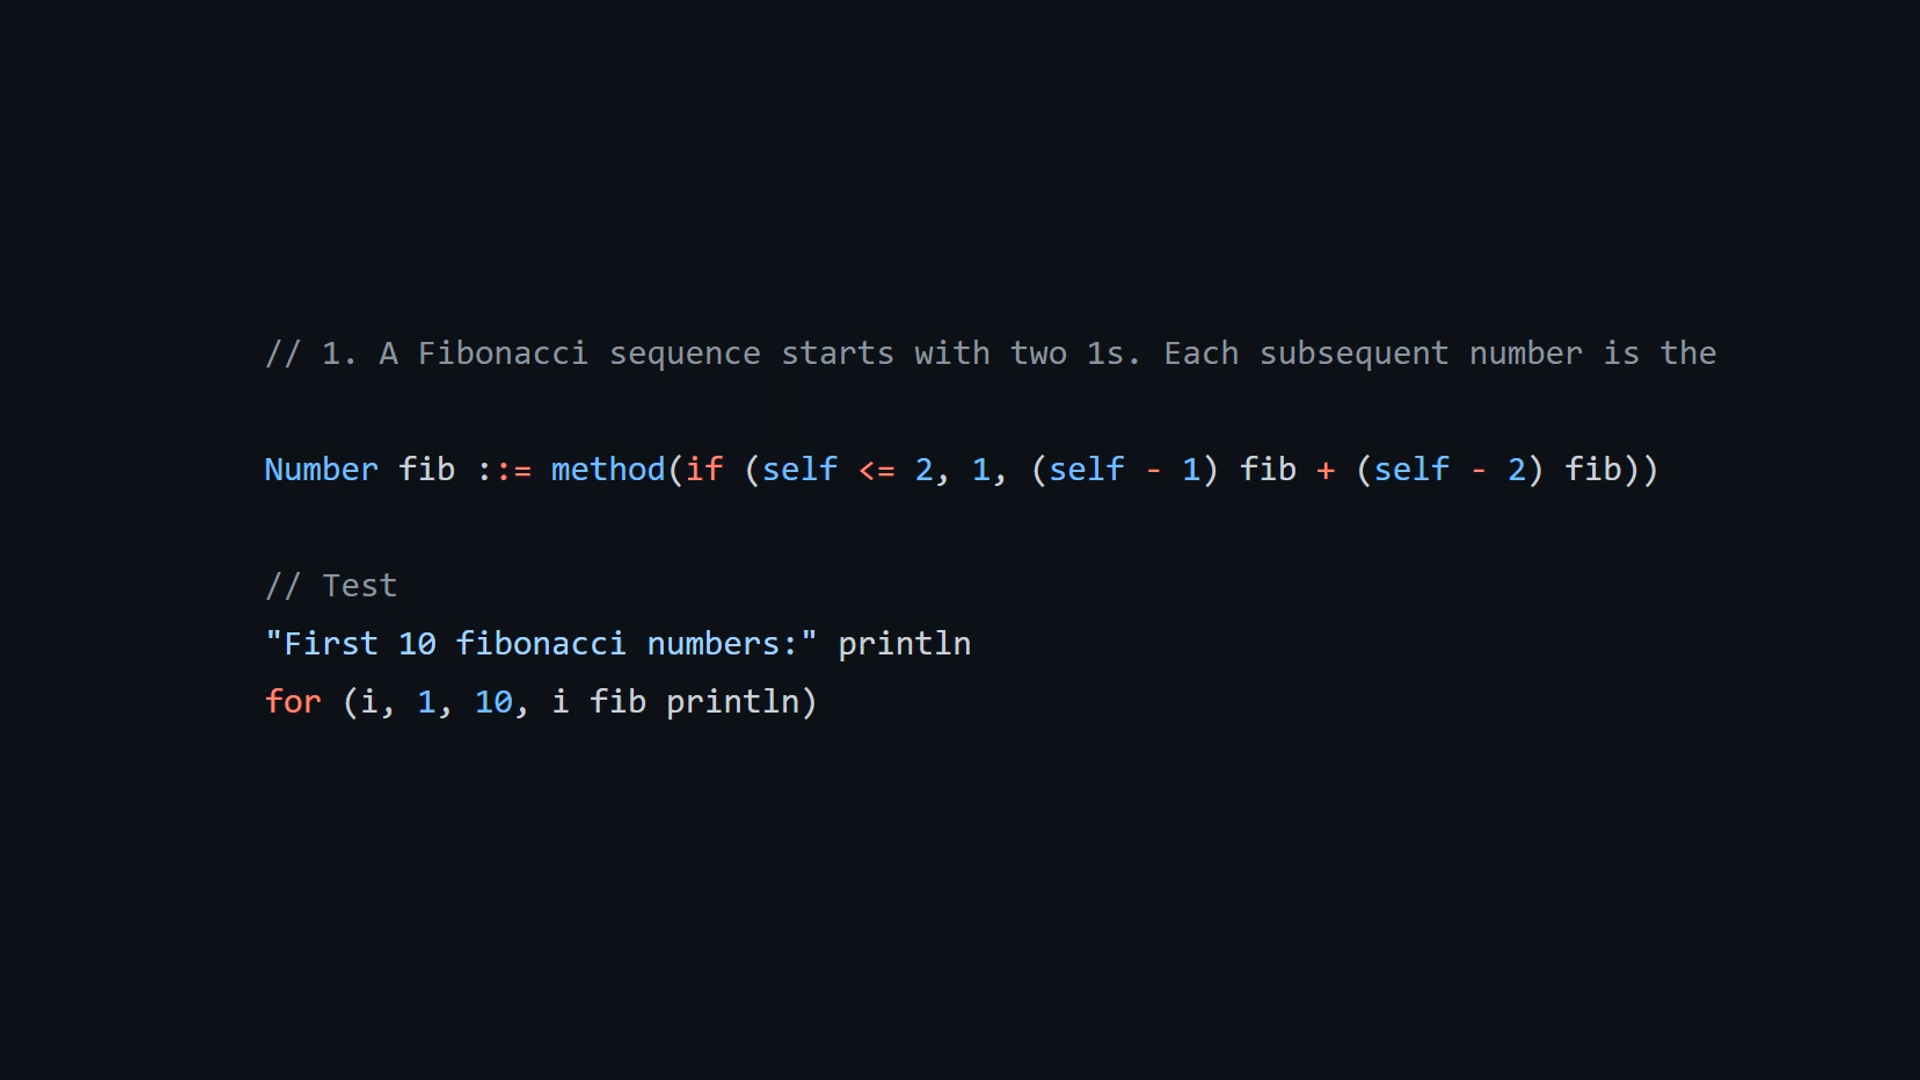 // 1. A Fibonacci sequence starts with two 1s. Each subsequent number is the
Number fib ::= method(if (self <= 2, 1, (self - 1) fib + (self - 2) fib))
// Test
"First 10 fibonacci numbers:" println
for (i, 1, 10, i fib println)